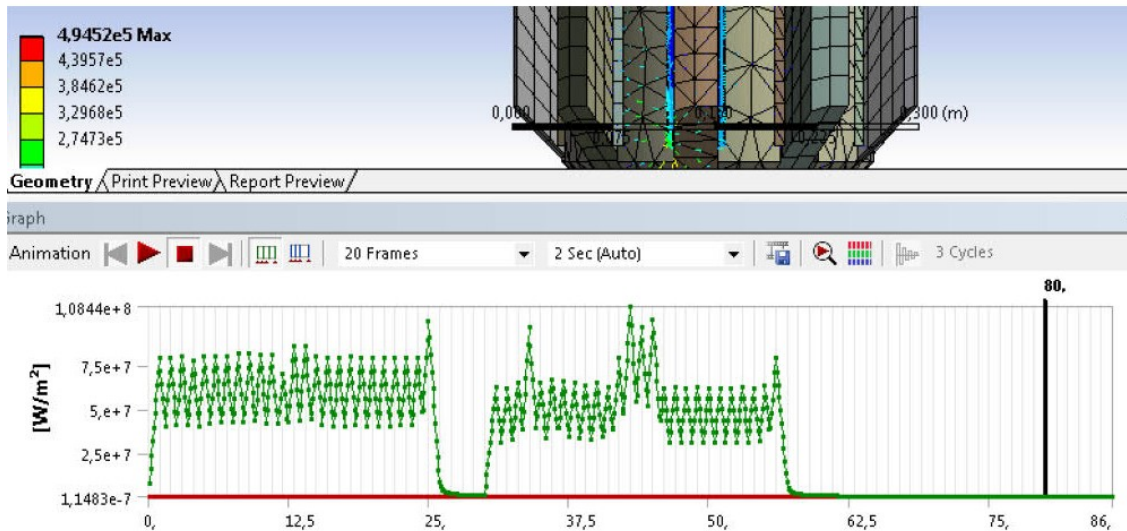 4,9452e5 Max
4,3957e5
3,8462e5
3,2968e5
2,7473e5
0,300 (m)
Geometry Print Preview Report Preview
Graph
Animation 20 Frames 2 Sec (Auto) 3 Cycles
80,
1,0844e+8
7,5e+7
5,e+7
2,5e+7
1,1483e-7
[W/m²]
0, 12,5 25, 37,5 50, 62,5 75, 86,